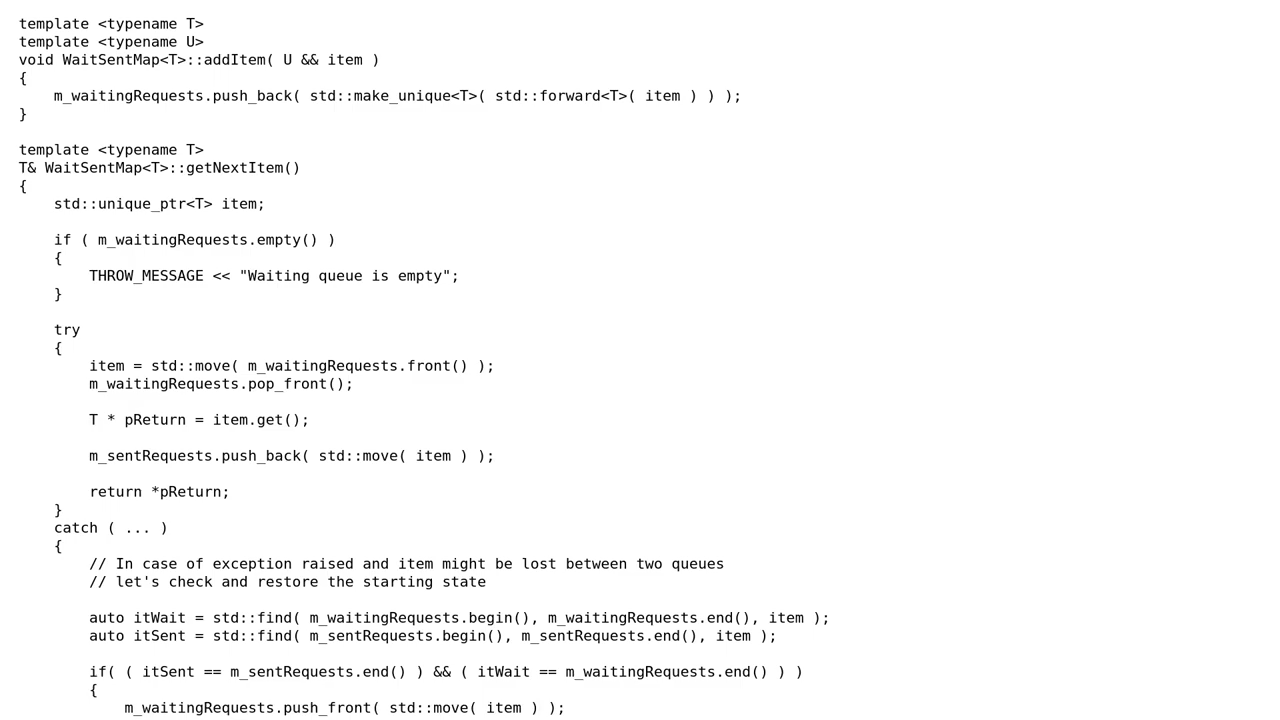 template <typename T>
template <typename U>
void WaitSentMap<T>::addItem( U && item )
{
    m_waitingRequests.push_back( std::make_unique<T>( std::forward<T>( item ) ) );
}

template <typename T>
T& WaitSentMap<T>::getNextItem()
{
    std::unique_ptr<T> item;

    if ( m_waitingRequests.empty() )
    {
        THROW_MESSAGE << "Waiting queue is empty";
    }

    try
    {
        item = std::move( m_waitingRequests.front() );
        m_waitingRequests.pop_front();

        T * pReturn = item.get();

        m_sentRequests.push_back( std::move( item ) );

        return *pReturn;
    }
    catch ( ... )
    {
        // In case of exception raised and item might be lost between two queues
        // let's check and restore the starting state

        auto itWait = std::find( m_waitingRequests.begin(), m_waitingRequests.end(), item );
        auto itSent = std::find( m_sentRequests.begin(), m_sentRequests.end(), item );

        if( ( itSent == m_sentRequests.end() ) && ( itWait == m_waitingRequests.end() ) )
        {
            m_waitingRequests.push_front( std::move( item ) );